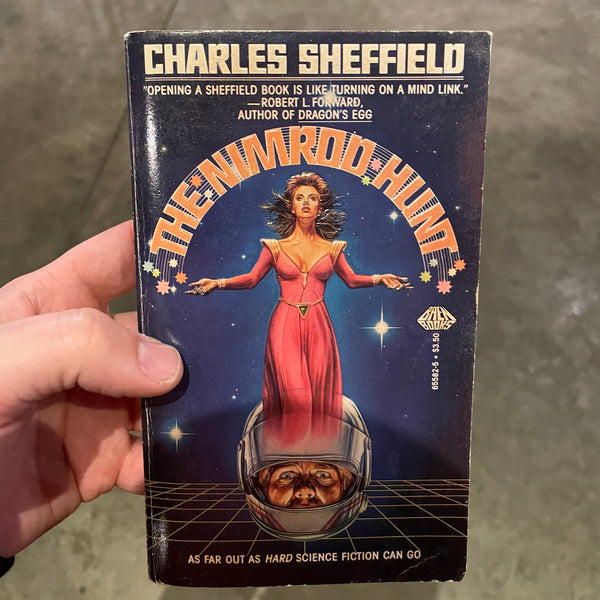 CHARLES SHEFFIELD
"OPENING A SHEFFIELD BOOK IS LIKE TURNING ON A MIND LINK."
—ROBERT L. FORWARD,
AUTHOR OF DRAGON'S EGG
THE NIMROD HUNT
BAEN
BOOKS
65582-5 • $3.50
AS FAR OUT AS HARD SCIENCE FICTION CAN GO